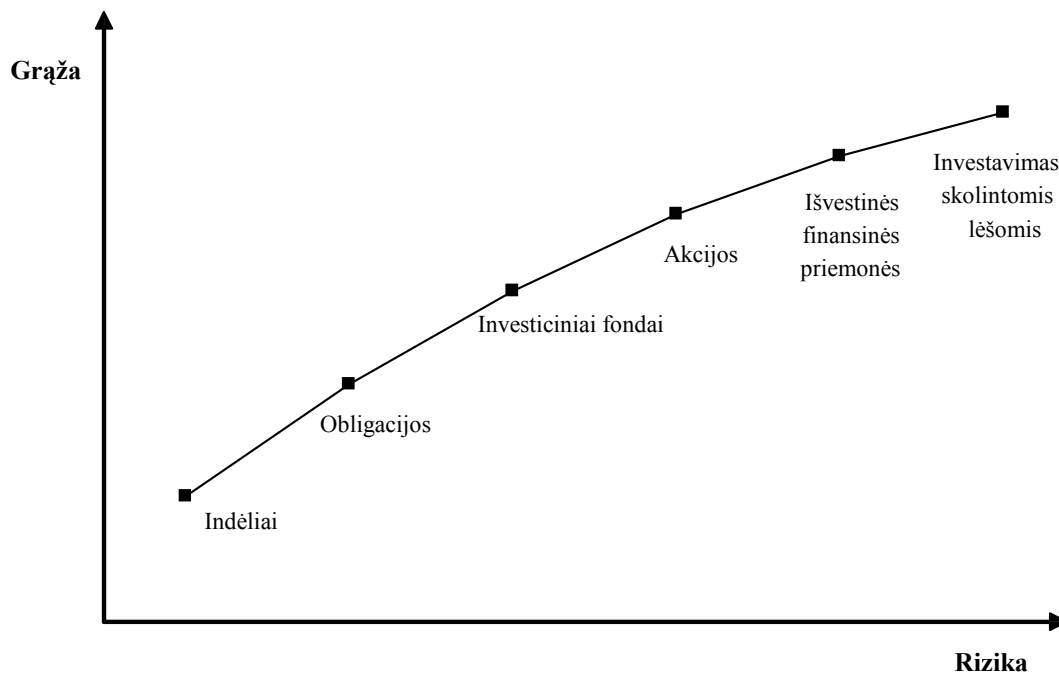 Grąža
Investavimas
skolintomis
lėšomis
Išvestinės
finansinės
priemonės
Akcijos
Investiciniai fondai
Obligacijos
Indėliai
Rizika